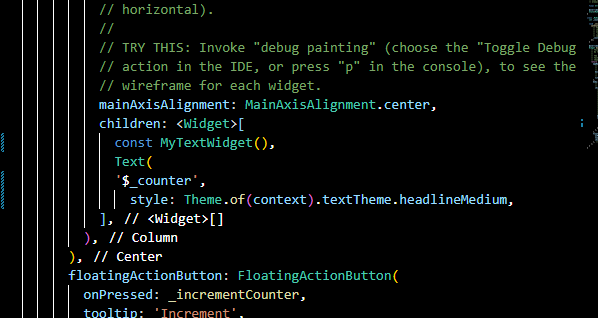 // horizontal).
//
// TRY THIS: Invoke "debug painting" (choose the "Toggle Debug
// action in the IDE, or press "p" in the console), to see the
// wireframe for each widget.
mainAxisAlignment: MainAxisAlignment.center,
children: <Widget>[
const MyTextWidget(),
Text(
'$_counter',
style: Theme.of(context).textTheme.headlineMedium,
], // <Widget>[]
), // Column
), // Center
floatingActionButton: FloatingActionButton(
onPressed: _incrementCounter,
tooltip: 'Increment',